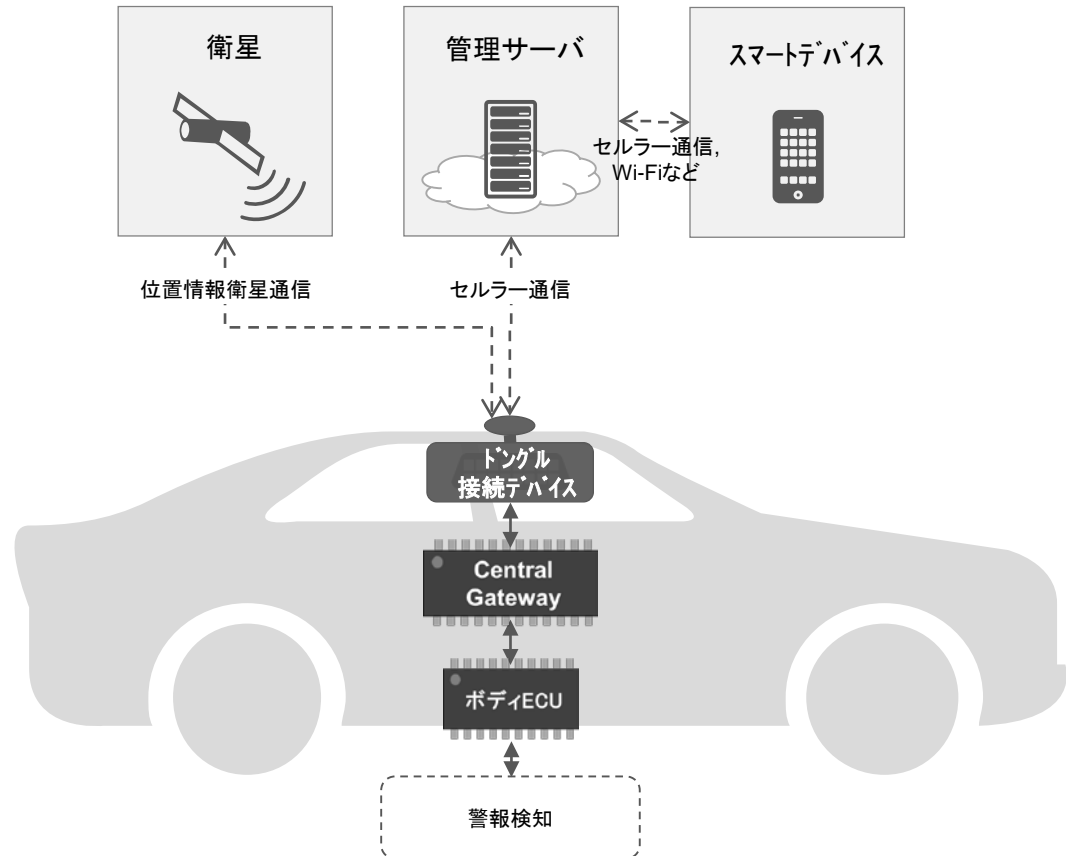 衛星
管理サーバ
スマートデバイス
セルラー通信,
Wi-Fiなど
位置情報衛星通信
セルラー通信
ドングル
接続デバイス
Central
Gateway
ボディECU
警報検知